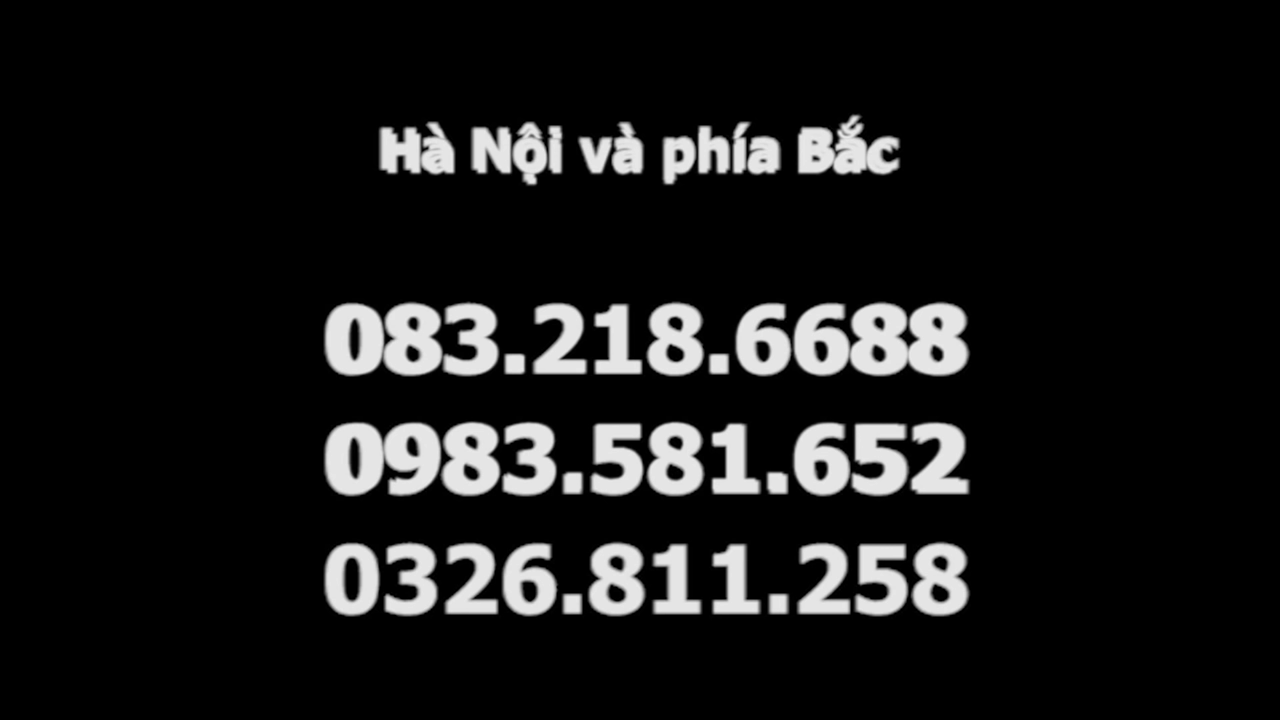 Hà Nội và phía Bắc
083.218.6688
0983.581.652
0326.811.258